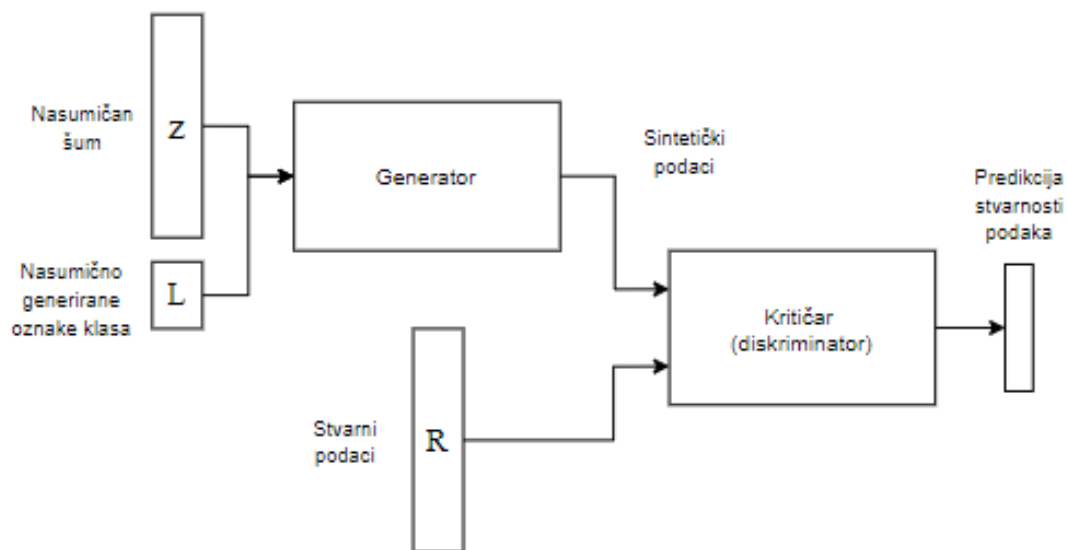 Nasumičan
šum
z
Generator
Sintetički
podaci
Predikcija
stvarnosti
podaka
Nasumično
generirane
oznake klasa
L
Kritičar
(diskriminator)
Stvarni
podaci
R